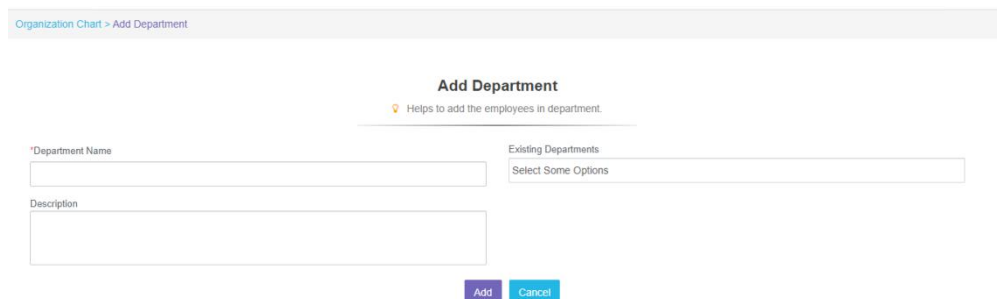 Organization Chart > Add Department
Add Department
Helps to add the employees in department.
*Department Name
Existing Departments
Select Some Options
Description
Add Cancel